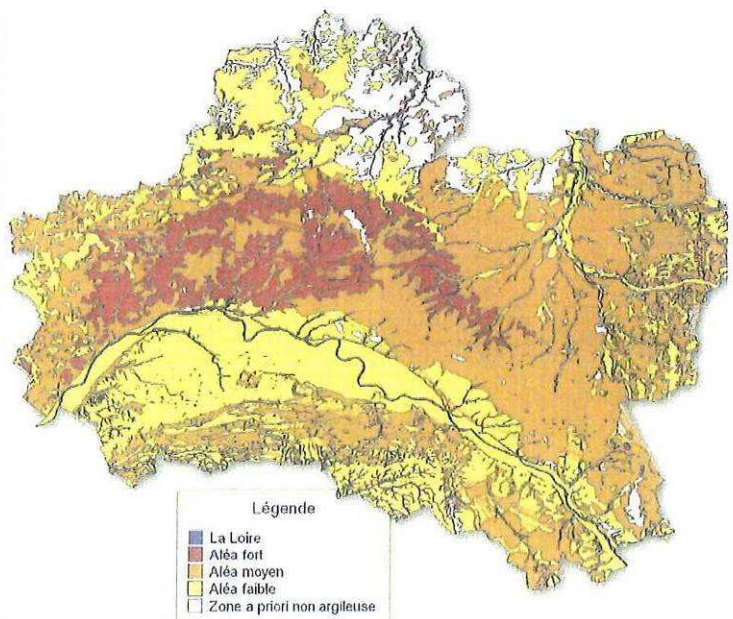 Légende
La Loire
Aléa fort
Aléa moyen
Aléa faible
Zone a priori non argileuse